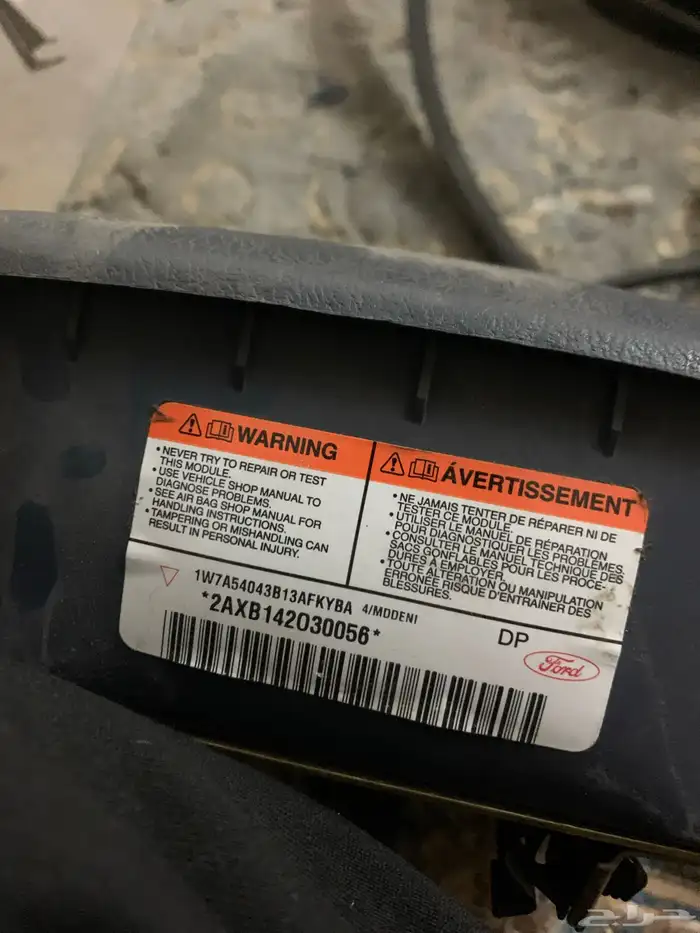 WARNING
• NEVER TRY TO REPAIR OR TEST
THIS MODULE.
• USE VEHICLE SHOP MANUAL TO
DIAGNOSE PROBLEMS.
• SEE AIR BAG SHOP MANUAL FOR
HANDLING INSTRUCTIONS.
• TAMPERING OR MISHANDLING CAN
RESULT IN PERSONAL INJURY.
ÁVERTISSEMENT
• NE JAMAIS TENTER DE RÉPARER NI DE
TESTER CE MODULE.
• UTILISER LE MANUEL DE RÉPARATION
POUR DIAGNOSTIQUER LES PROBLÈMES.
• CONSULTER LE MANUEL TECHNIQUE DES
SACS GONFLABLES POUR LES PROCE-
DURES A EMPLOYER.
• TOUTE ALTÉRATION OU MANIPULATION
ERRONÉE RISQUE D'ENTRAÎNER DES
BLESSURES.
1W7A54043B13AFKYBA 4/MDDENI
*2AXB142030056*
DP
Ford
حراج